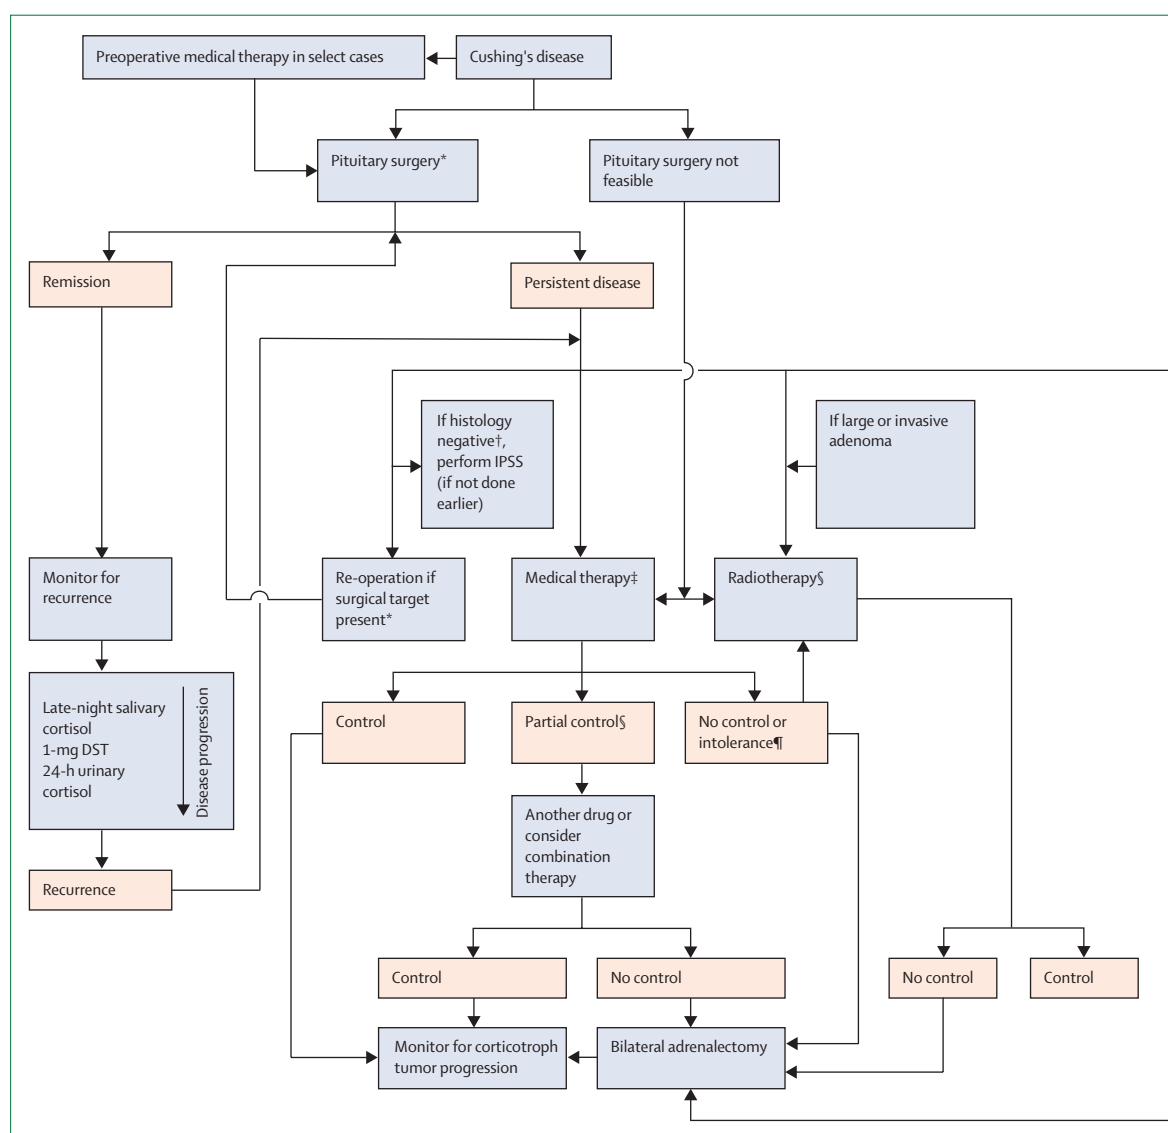 Preoperative medical therapy in select cases
Cushing's disease
Pituitary surgery*
Pituitary surgery not
feasible
Remission
Persistent disease
If histology
negative†,
perform IPSS
(if not done
earlier)
If large or invasive
adenoma
Monitor for
recurrence
Re-operation if
surgical target
present*
Medical therapy‡
Radiotherapy§
Late-night salivary
cortisol
1-mg DST
24-h urinary
cortisol
Disease progression
Control
Partial control§
No control or
intolerance¶
Another drug or
consider
combination
therapy
Recurrence
Control
No control
No control
Control
Monitor for corticotroph
tumor progression
Bilateral adrenalectomy